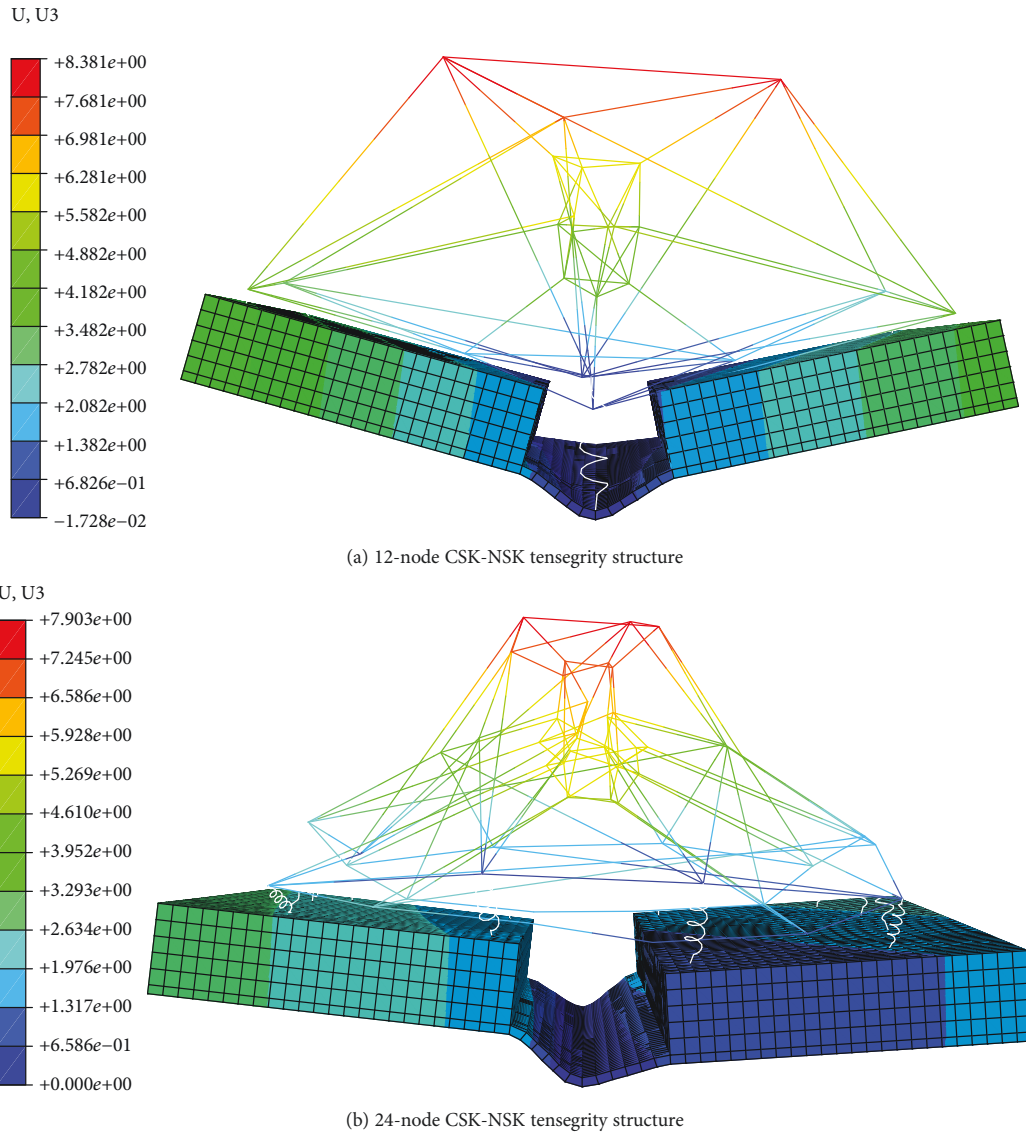 U, U3
+8.381e+00
+7.681e+00
+6.981e+00
+6.281e+00
+5.582e+00
+4.882e+00
+4.182e+00
+3.482e+00
+2.782e+00
+2.082e+00
+1.382e+00
+6.826e−01
−1.728e−02
(a) 12-node CSK-NSK tensegrity structure
U, U3
+7.903e+00
+7.245e+00
+6.586e+00
+5.928e+00
+5.269e+00
+4.610e+00
+3.952e+00
+3.293e+00
+2.634e+00
+1.976e+00
+1.317e+00
+6.586e−01
+0.000e+00
(b) 24-node CSK-NSK tensegrity structure